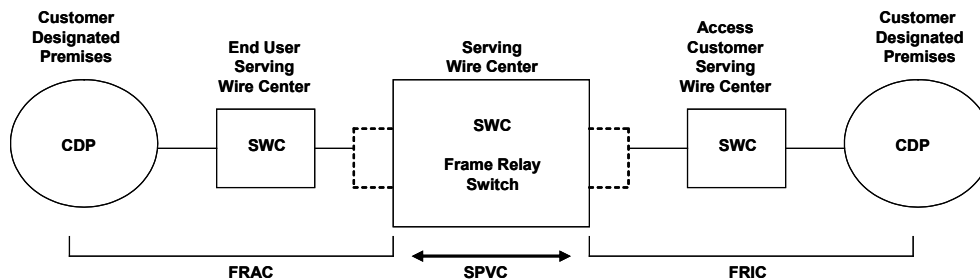 Customer
Designated
Premises
End User
Serving
Wire Center
Serving
Wire Center
Access
Customer
Serving
Wire Center
Customer
Designated
Premises
CDP
SWC
SWC
Frame Relay
Switch
SWC
CDP
FRAC
SPVC
FRIC